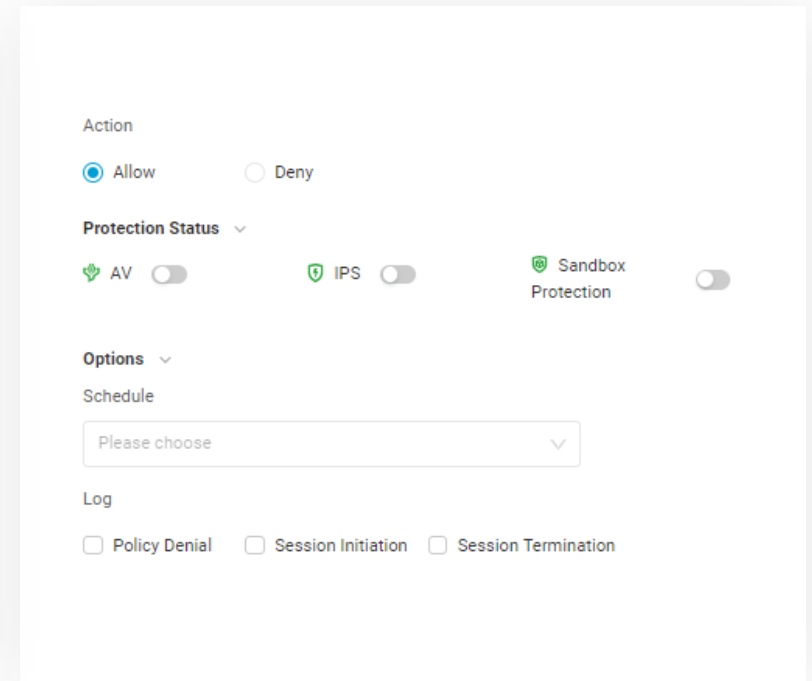 Action
Allow Deny
Protection Status
AV IPS Sandbox
Protection
Options
Schedule
Please choose
Log
Policy Denial Session Initiation Session Termination